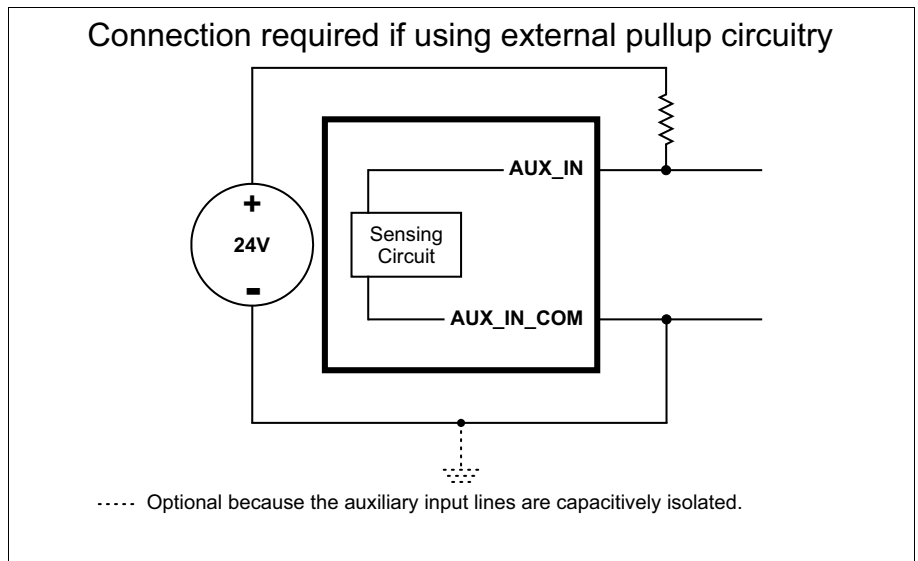 Connection required if using external pullup circuitry
AUX_IN
+
24V
-
Sensing
Circuit
AUX_IN_COM
Optional because the auxiliary input lines are capacitively isolated.